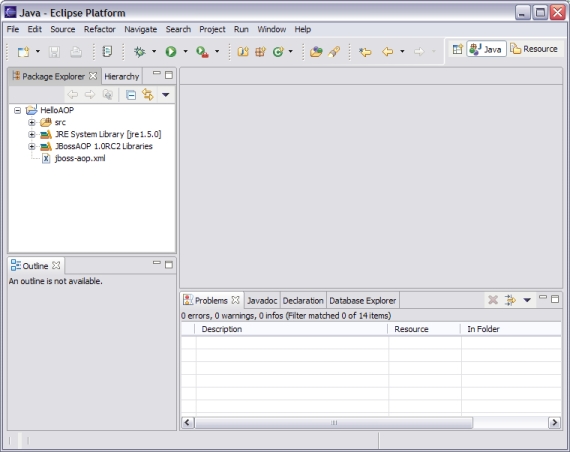 Java - Eclipse Platform
File Edit Source Refactor Navigate Search Project Run Window Help
Java Resource
Package Explorer Hierarchy
HelloAOP
src
JRE System Library [jre1.5.0]
JBossAOP 1.0RC2 Libraries
jboss-aop.xml
Outline
An outline is not available.
Problems Javadoc Declaration Database Explorer
0 errors, 0 warnings, 0 infos (Filter matched 0 of 14 items)
Description Resource In Folder